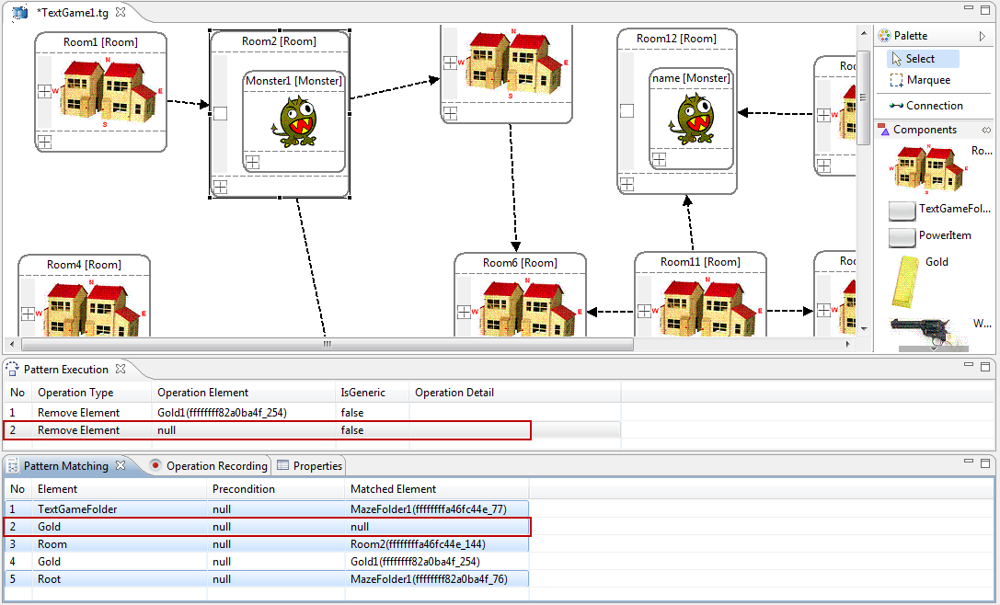 *TextGame1.tg
Room1 [Room]
N
W
E
S
Room2 [Room]
Monster1 [Monster]
N
W
E
S
Room12 [Room]
name [Monster]
Roo
W
Room4 [Room]
N
W
E
Room6 [Room]
N
W
E
Room11 [Room]
N
W
E
Roo
W
Palette
Select
Marquee
Connection
Components
Ro...
TextGameFol...
PowerItem
Gold
W...
Pattern Execution
No Operation Type Operation Element IsGeneric Operation Detail
1 Remove Element Gold1(ffffffff82a0ba4f_254) false
2 Remove Element null false
Pattern Matching Operation Recording Properties
No Element Precondition Matched Element
1 TextGameFolder null MazeFolder1(ffffffffa46fc44e_77)
2 Gold null null
3 Room null Room2(ffffffffa46fc44e_144)
4 Gold null Gold1(ffffffff82a0ba4f_254)
5 Root null MazeFolder1(ffffffff82a0ba4f_76)